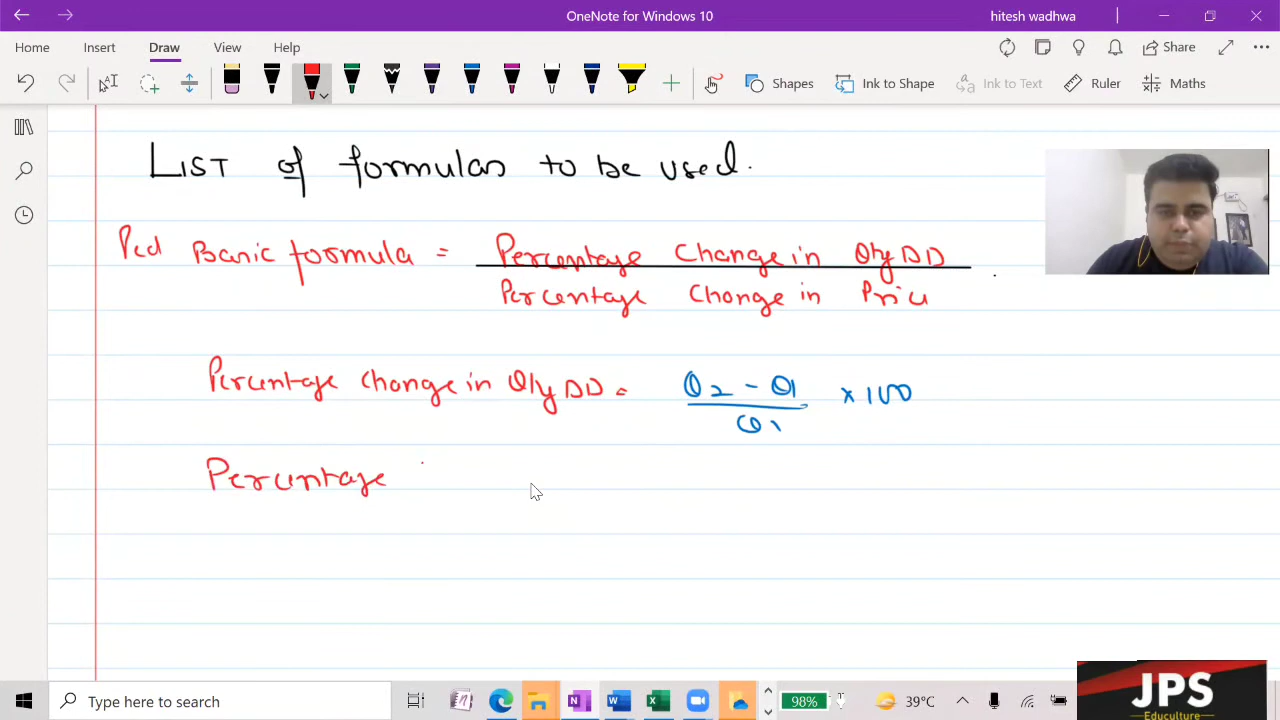 OneNote for Windows 10
hitesh wadhwa
Home Insert Draw View Help
Share
Shapes Ink to Shape Ink to Text Ruler Maths
LIST of formulas to be used.
Ped Basic formula = Percentage Change in Qty DD
Percentage Change in Price
Percentage change in Qty DD = Q2 - Q1 × 100
Q1
Percentage
Type here to search
98%
39°C
JPS
Educulture